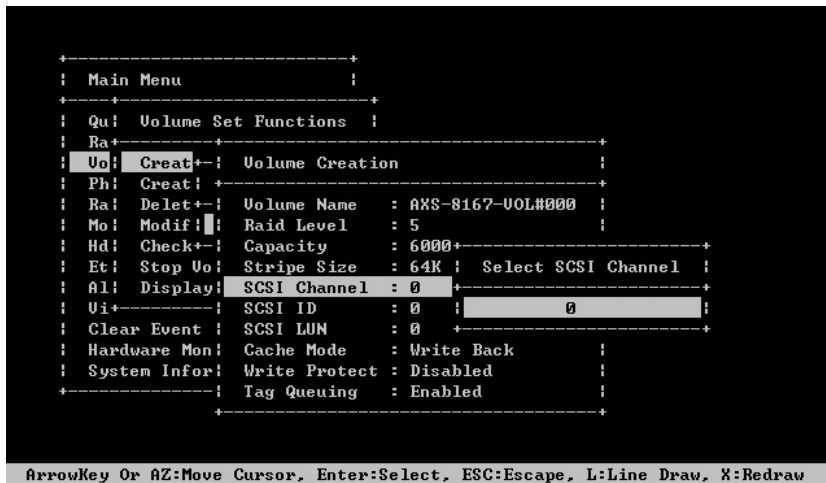 Main Menu
Qu Volume Set Functions
Ra
Vo Creat Volume Creation
Ph Creat
Ra Delet Volume Name : AXS-8167-VOL#000
Mo Modif Raid Level : 5
Hd Check Capacity : 6000
Et Stop Vo Stripe Size : 64K Select SCSI Channel
Al Display SCSI Channel : 0
Vi SCSI ID : 0 0
Clear Event SCSI LUN : 0
Hardware Mon Cache Mode : Write Back
System Infor Write Protect : Disabled
Tag Queuing : Enabled
ArrowKey Or AZ:Move Cursor, Enter:Select, ESC:Escape, L:Line Draw, X:Redraw